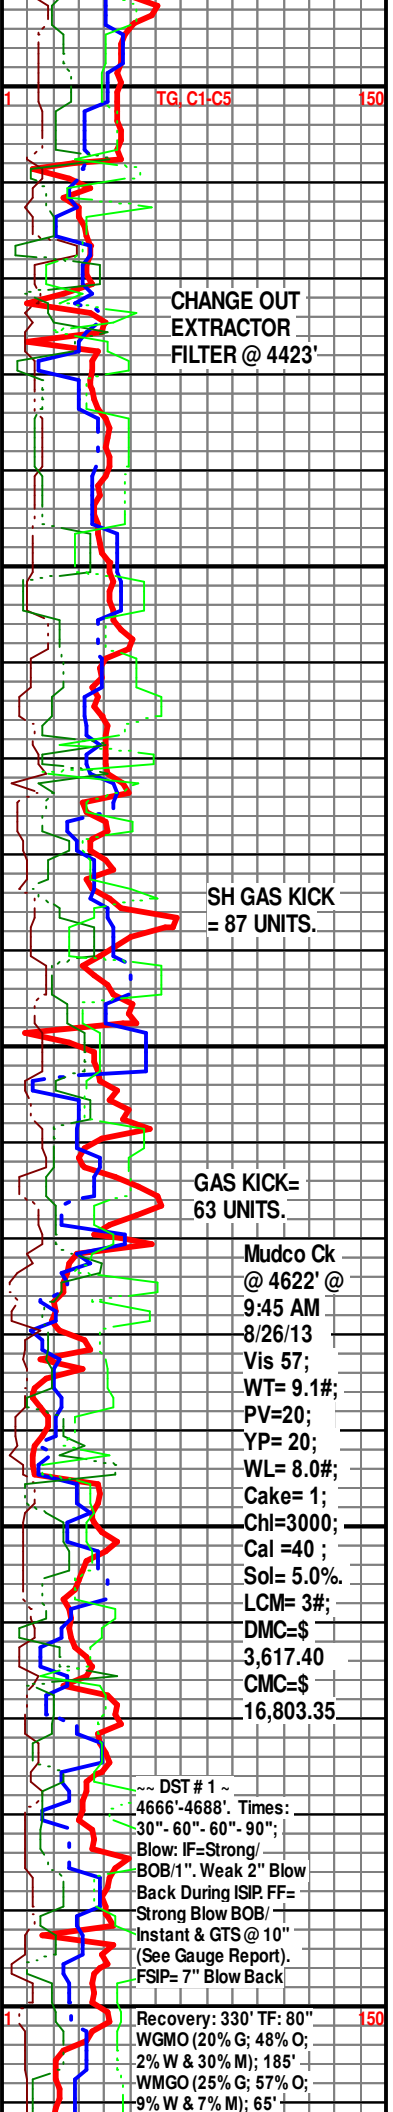 1 TG, C1-C5 150
CHANGE OUT
EXTRACTOR
FILTER @ 4423'
SH GAS KICK
= 87 UNITS.
GAS KICK=
63 UNITS.
Mudco Ck
@ 4622' @
9:45 AM
8/26/13
Vis 57;
WT= 9.1#;
PV=20;
YP= 20;
WL= 8.0#;
Cake= 1;
Chl=3000;
Cal =40 ;
Sol= 5.0%.
LCM= 3#;
DMC=$
3,617.40
CMC=$
16,803.35
~~ DST # 1 ~
4666'-4688'. Times:
30"- 60"- 60"- 90";
Blow: IF=Strong/
BOB/1". Weak 2" Blow
Back During ISIP. FF=
Strong Blow BOB/
Instant & GTS @ 10"
(See Gauge Report).
FSIP= 7" Blow Back
1 150
Recovery: 330' TF: 80"
WGMO (20% G; 48% O;
2% W & 30% M); 185'
WMGO (25% G; 57% O;
9% W & 7% M); 65'